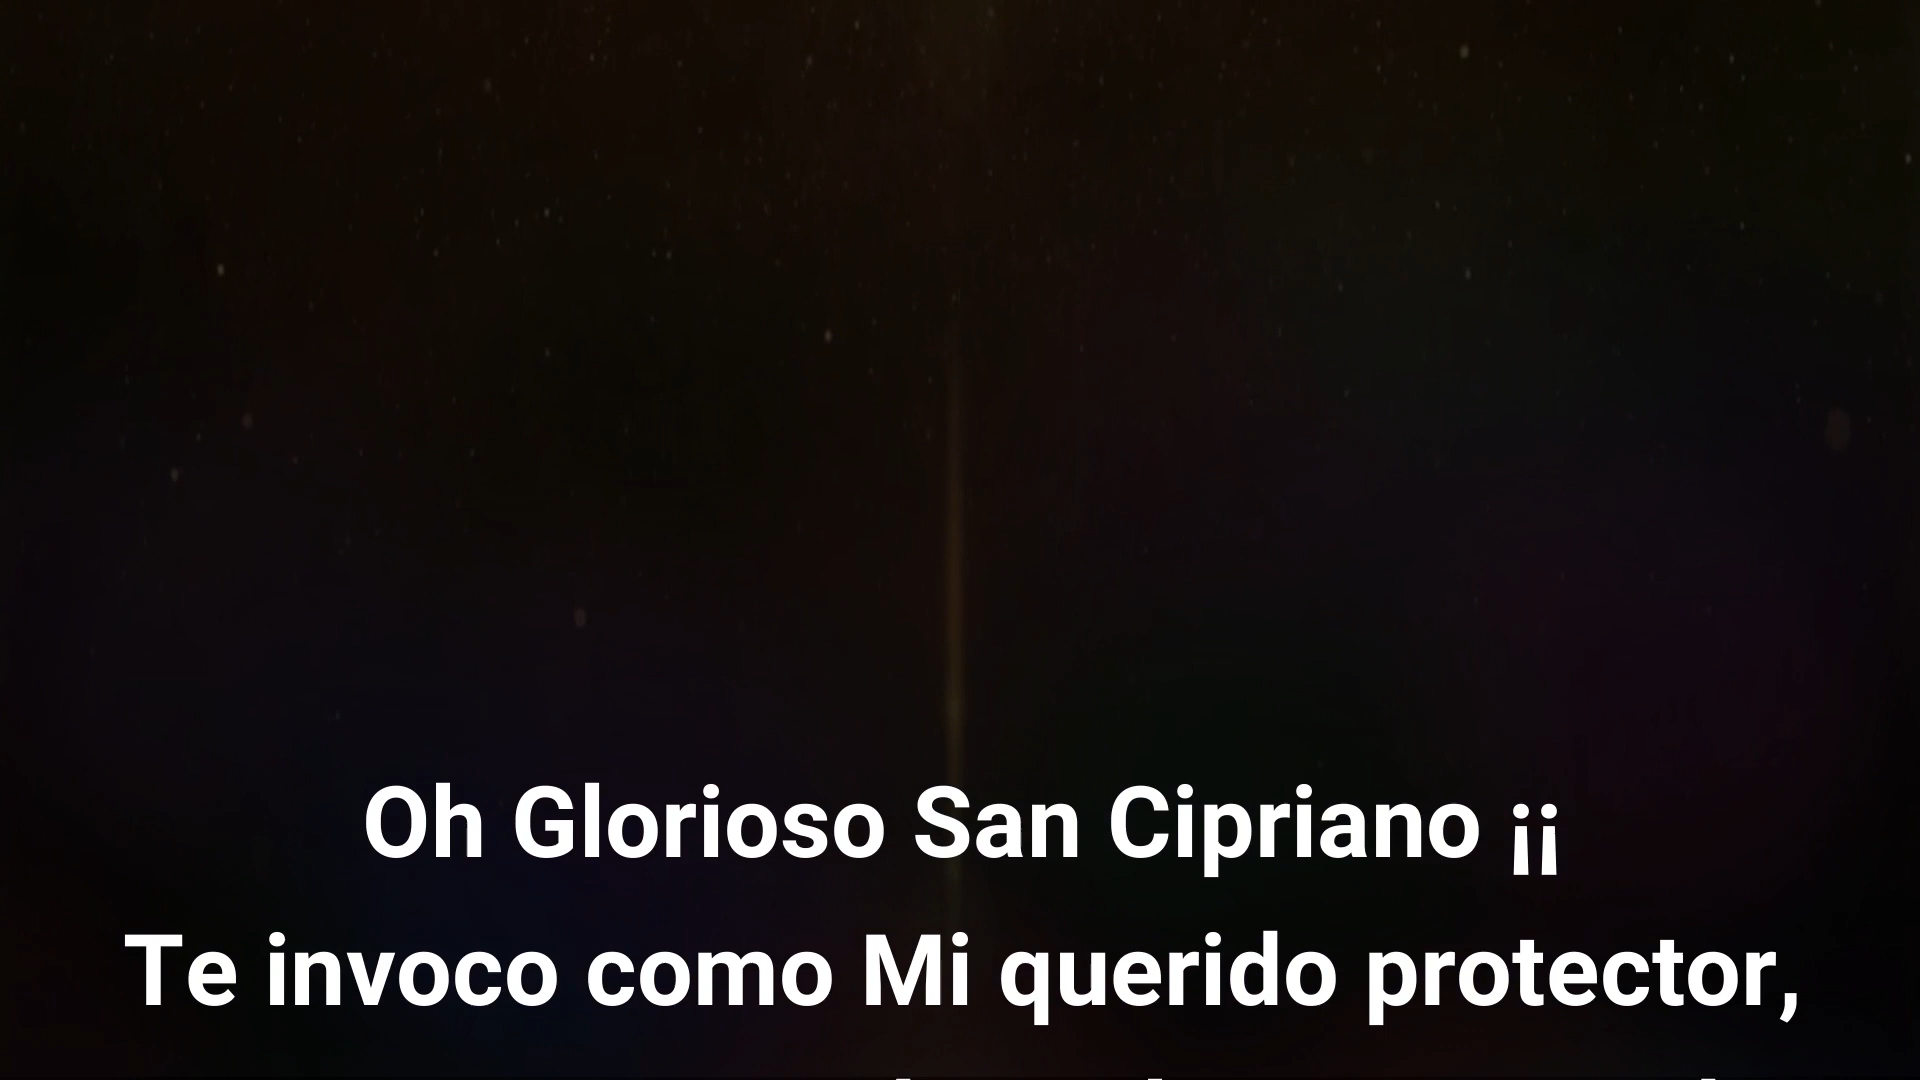 Oh Glorioso San Cipriano ¡¡
Te invoco como Mi querido protector,